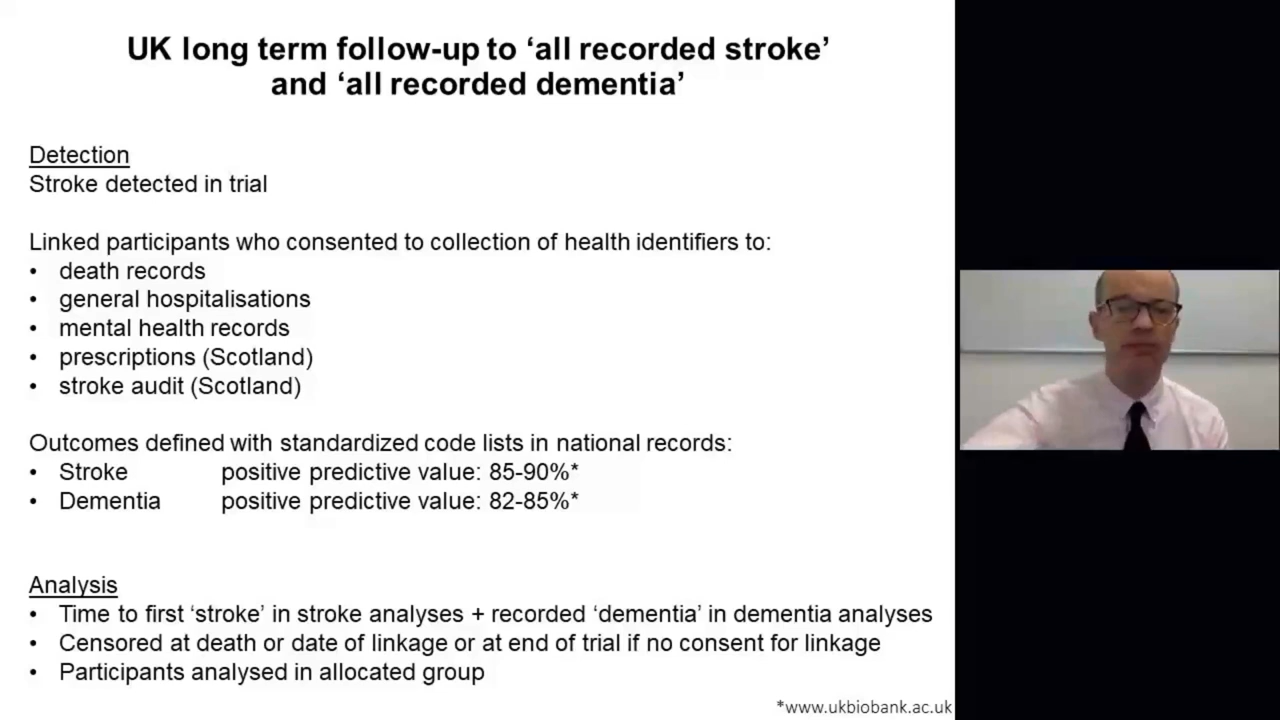 UK long term follow-up to ‘all recorded stroke’
and ‘all recorded dementia’
Detection
Stroke detected in trial
Linked participants who consented to collection of health identifiers to:
• death records
• general hospitalisations
• mental health records
• prescriptions (Scotland)
• stroke audit (Scotland)
Outcomes defined with standardized code lists in national records:
• Stroke positive predictive value: 85-90%*
• Dementia positive predictive value: 82-85%*
Analysis
• Time to first ‘stroke’ in stroke analyses + recorded ‘dementia’ in dementia analyses
• Censored at death or date of linkage or at end of trial if no consent for linkage
• Participants analysed in allocated group
*www.ukbiobank.ac.uk